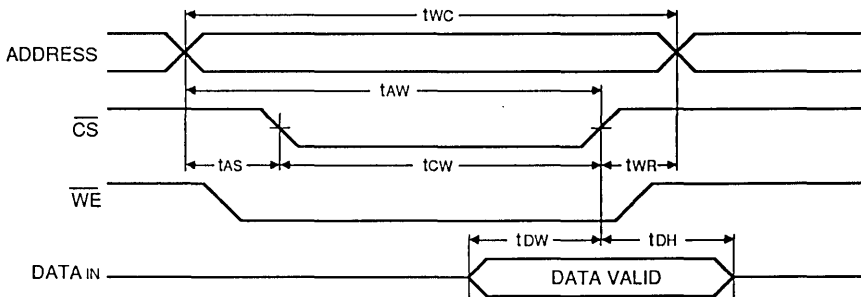 tWC
ADDRESS
tAW
CS
tAS tCW tWR
WE
tDW tDH
DATA IN DATA VALID